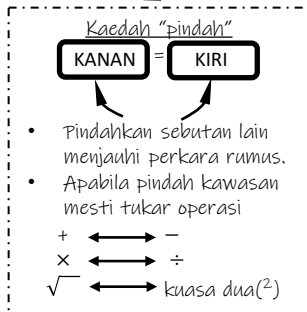 Kaedah "pindah"
KANAN = KIRI
• Pindahkan sebutan lain
menjauhi perkara rumus.
• Apabila pindah kawasan
mesti tukar operasi
+ ⟷ −
× ⟷ ÷
√ ⟷ kuasa dua(²)